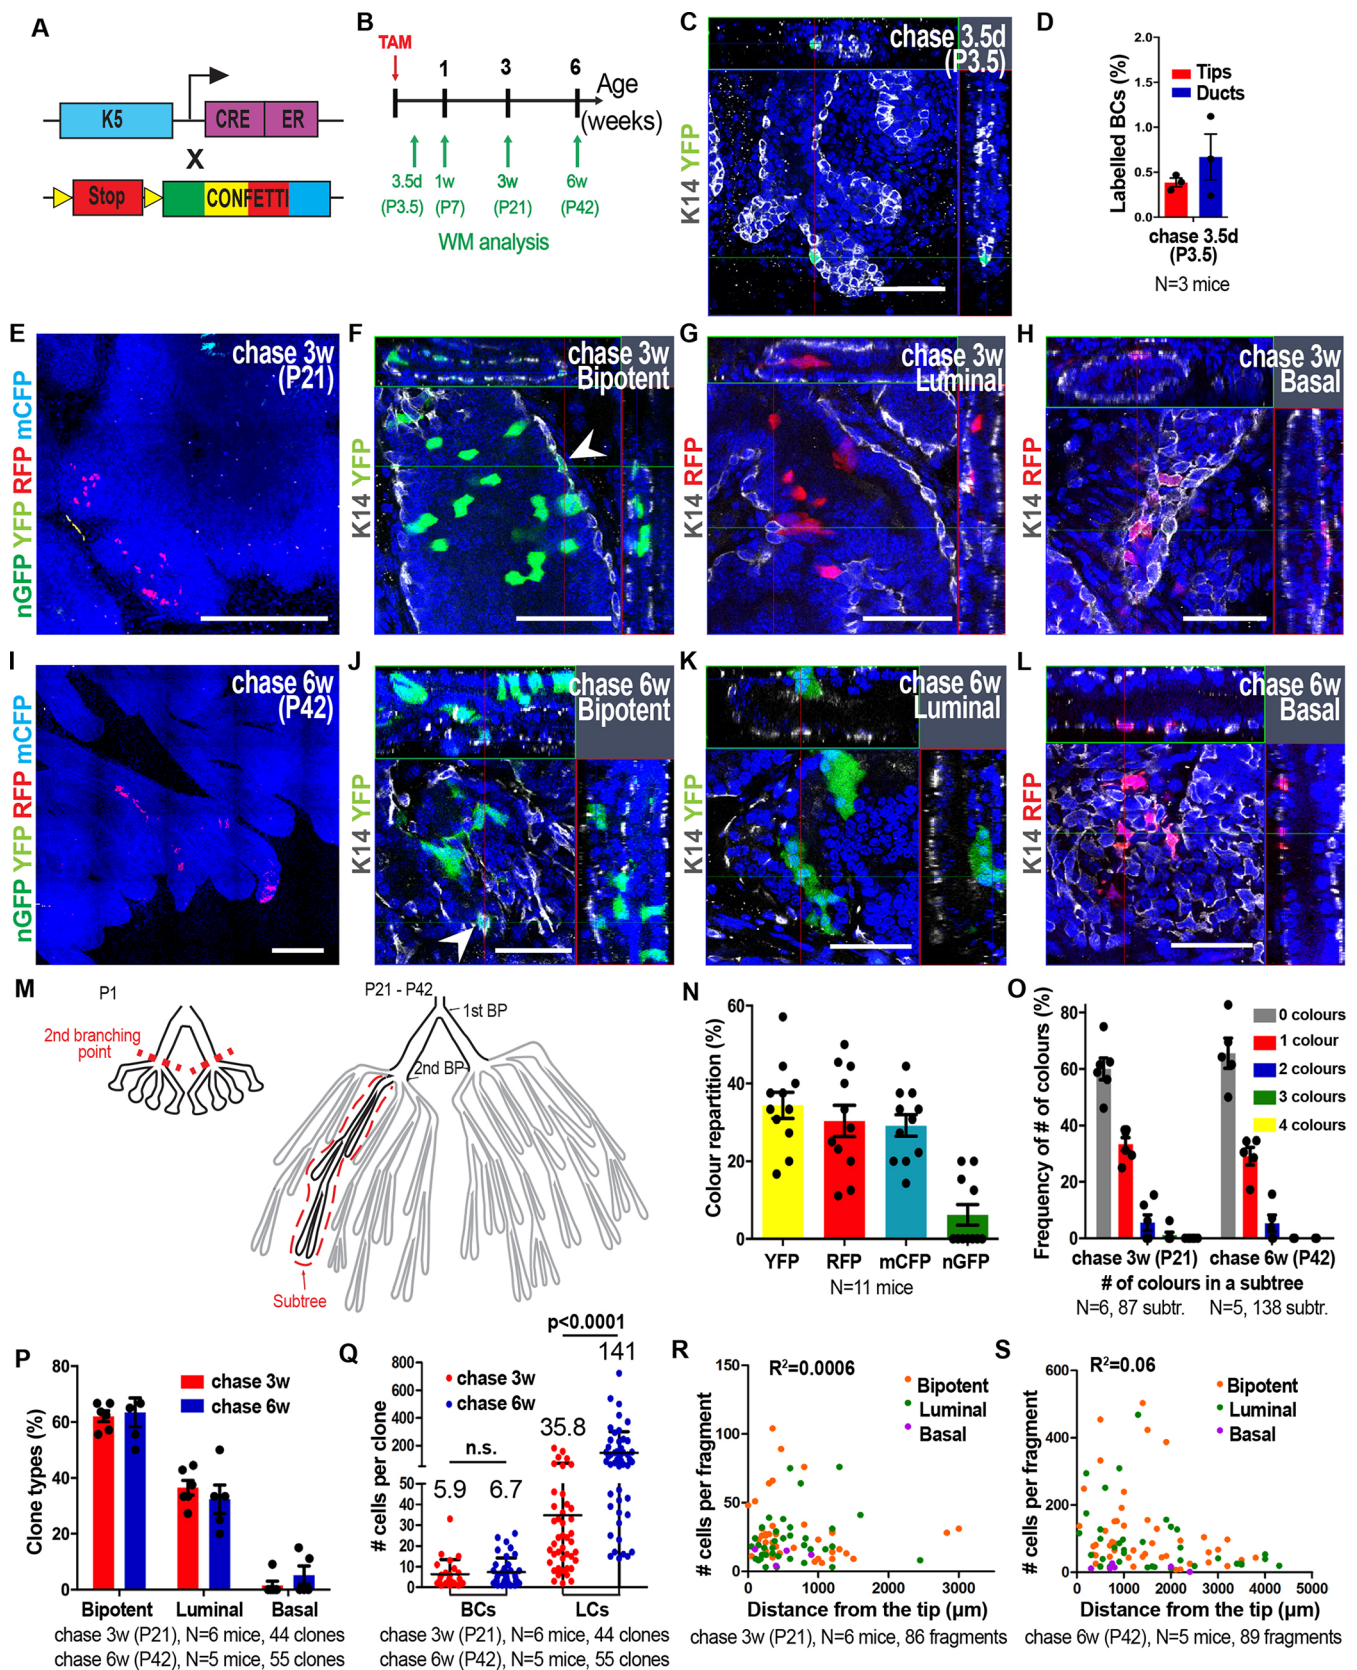 A
K5
CRE
ER
X
Stop
CONFETTI
B
TAM
1
3
6
Age
(weeks)
3.5d
1w
3w
6w
(P3.5)
(P7)
(P21)
(P42)
WM analysis
C
chase 3.5d
(P3.5)
K14 YFP
D
2.0
1.5
1.0
0.5
0.0
Labelled BCs (%)
Tips
Ducts
chase 3.5d
(P3.5)
N=3 mice
E
chase 3w
(P21)
nGFP YFP RFP mCFP
F
chase 3w
Bipotent
K14 YFP
G
chase 3w
Luminal
K14 RFP
H
chase 3w
Basal
K14 RFP
I
chase 6w
(P42)
nGFP YFP RFP mCFP
J
chase 6w
Bipotent
K14 YFP
K
chase 6w
Luminal
K14 YFP
L
chase 6w
Basal
K14 RFP
M
P1
2nd branching
point
P21 - P42
1st BP
2nd BP
Subtree
N
60
40
20
0
Colour repartition (%)
YFP
RFP
mCFP
nGFP
N=11 mice
O
80
60
40
20
0
Frequency of # of colours (%)
0 colours
1 colour
2 colours
3 colours
4 colours
chase 3w (P21)
chase 6w (P42)
# of colours in a subtree
N=6, 87 subtr.
N=5, 138 subtr.
P
80
60
40
20
0
Clone types (%)
chase 3w
chase 6w
Bipotent
Luminal
Basal
chase 3w (P21), N=6 mice, 44 clones
chase 6w (P42), N=5 mice, 55 clones
Q
800
600
400
200
50
40
30
20
10
0
# cells per clone
chase 3w
chase 6w
n.s.
5.9
6.7
p<0.0001
35.8
141
BCs
LCs
chase 3w (P21), N=6 mice, 44 clones
chase 6w (P42), N=5 mice, 55 clones
R
150
100
50
0
# cells per fragment
R²=0.0006
Bipotent
Luminal
Basal
0
1000
2000
3000
Distance from the tip (µm)
chase 3w (P21), N=6 mice, 86 fragments
S
600
400
200
0
# cells per fragment
R²=0.06
Bipotent
Luminal
Basal
0
1000
2000
3000
4000
5000
Distance from the tip (µm)
chase 6w (P42), N=5 mice, 89 fragments